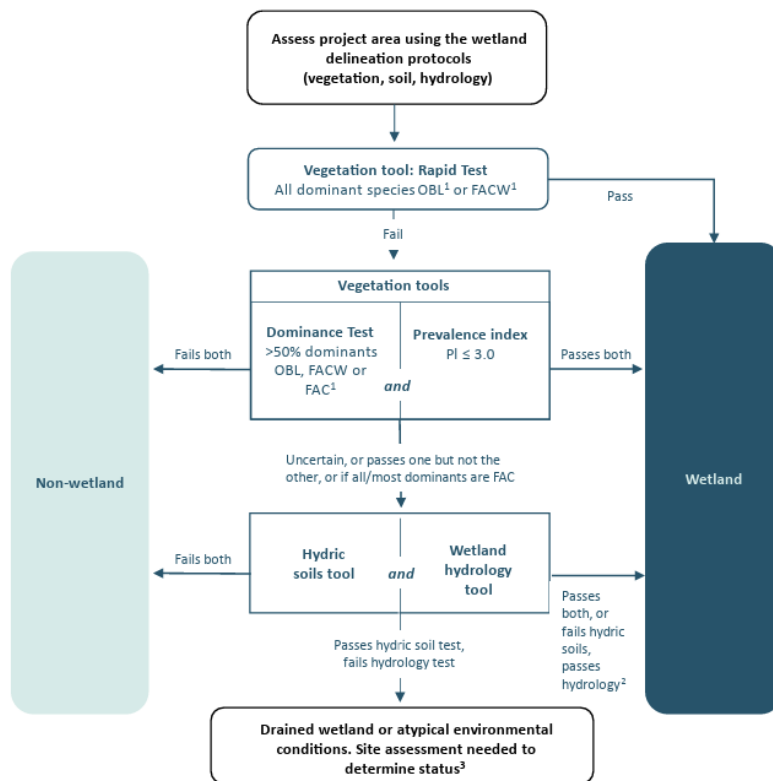 Assess project area using the wetland
delineation protocols
(vegetation, soil, hydrology)
Vegetation tool: Rapid Test
All dominant species OBL¹ or FACW¹
Pass
Fail
Vegetation tools
Dominance Test
>50% dominants
OBL, FACW or
FAC¹
and
Prevalence index
PI ≤ 3.0
Fails both
Passes both
Uncertain, or passes one but not the
other, or if all/most dominants are FAC
Non-wetland
Wetland
Fails both
Hydric
soils tool
and
Wetland
hydrology
tool
Passes
both, or
fails hydric
soils,
passes
hydrology²
Passes hydric soil test,
fails hydrology test
Drained wetland or atypical environmental
conditions. Site assessment needed to
determine status³